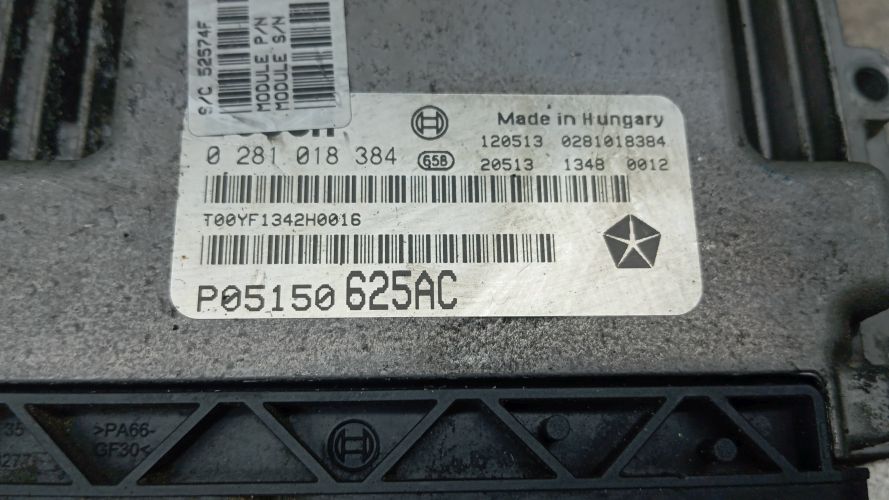 S/C 52574F
MODULE P/N
MODULE S/N
Made in Hungary
120513 0281018384
0 281 018 384 658 20513 1348 0012
T00YF1342H0016
P05150 625AC
35 >PA66-
GF30<